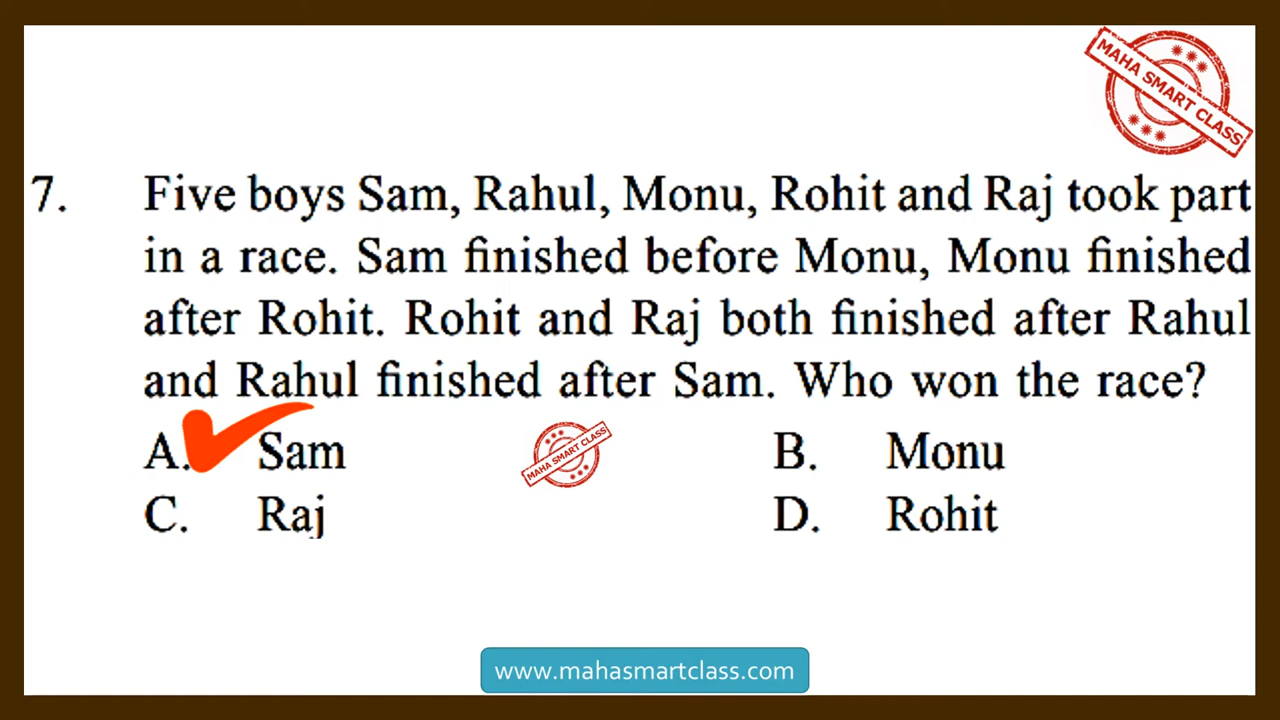 MAHA SMART CLASS
7. Five boys Sam, Rahul, Monu, Rohit and Raj took part
in a race. Sam finished before Monu, Monu finished
after Rohit. Rohit and Raj both finished after Rahul
and Rahul finished after Sam. Who won the race?
A. Sam
MAHA SMART CLASS
B. Monu
C. Raj
D. Rohit
www.mahasmartclass.com